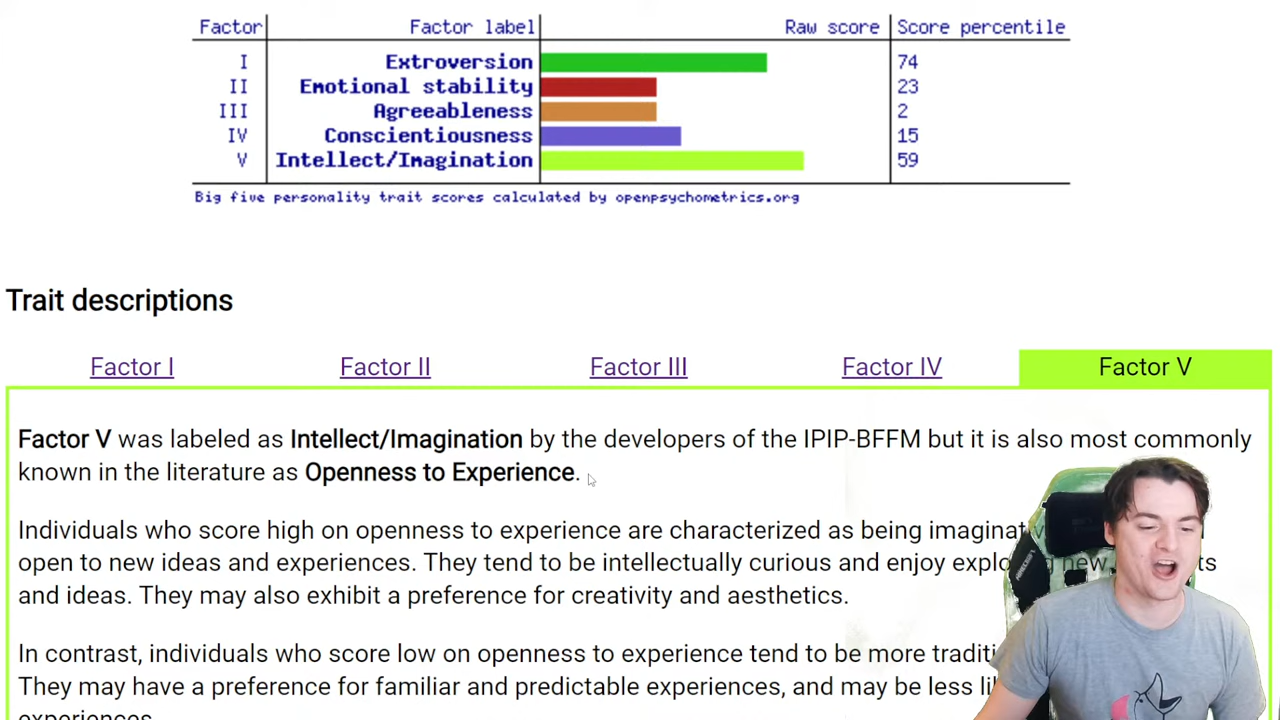 Factor Factor label Raw score Score percentile
I Extroversion 74
II Emotional stability 23
III Agreeableness 2
IV Conscientiousness 15
V Intellect/Imagination 59
Big five personality trait scores calculated by openpsychometrics.org
Trait descriptions
Factor I Factor II Factor III Factor IV Factor V
Factor V was labeled as Intellect/Imagination by the developers of the IPIP-BFFM but it is also most commonly
known in the literature as Openness to Experience.
Individuals who score high on openness to experience are characterized as being
open to new ideas and experiences. They tend to be intellectually curious and enjoy new
and ideas. They may also exhibit a preference for creativity and aesthetics.
In contrast, individuals who score low on openness to experience tend to be more
They may have a preference for familiar and predictable experiences, and may be less
experiences.